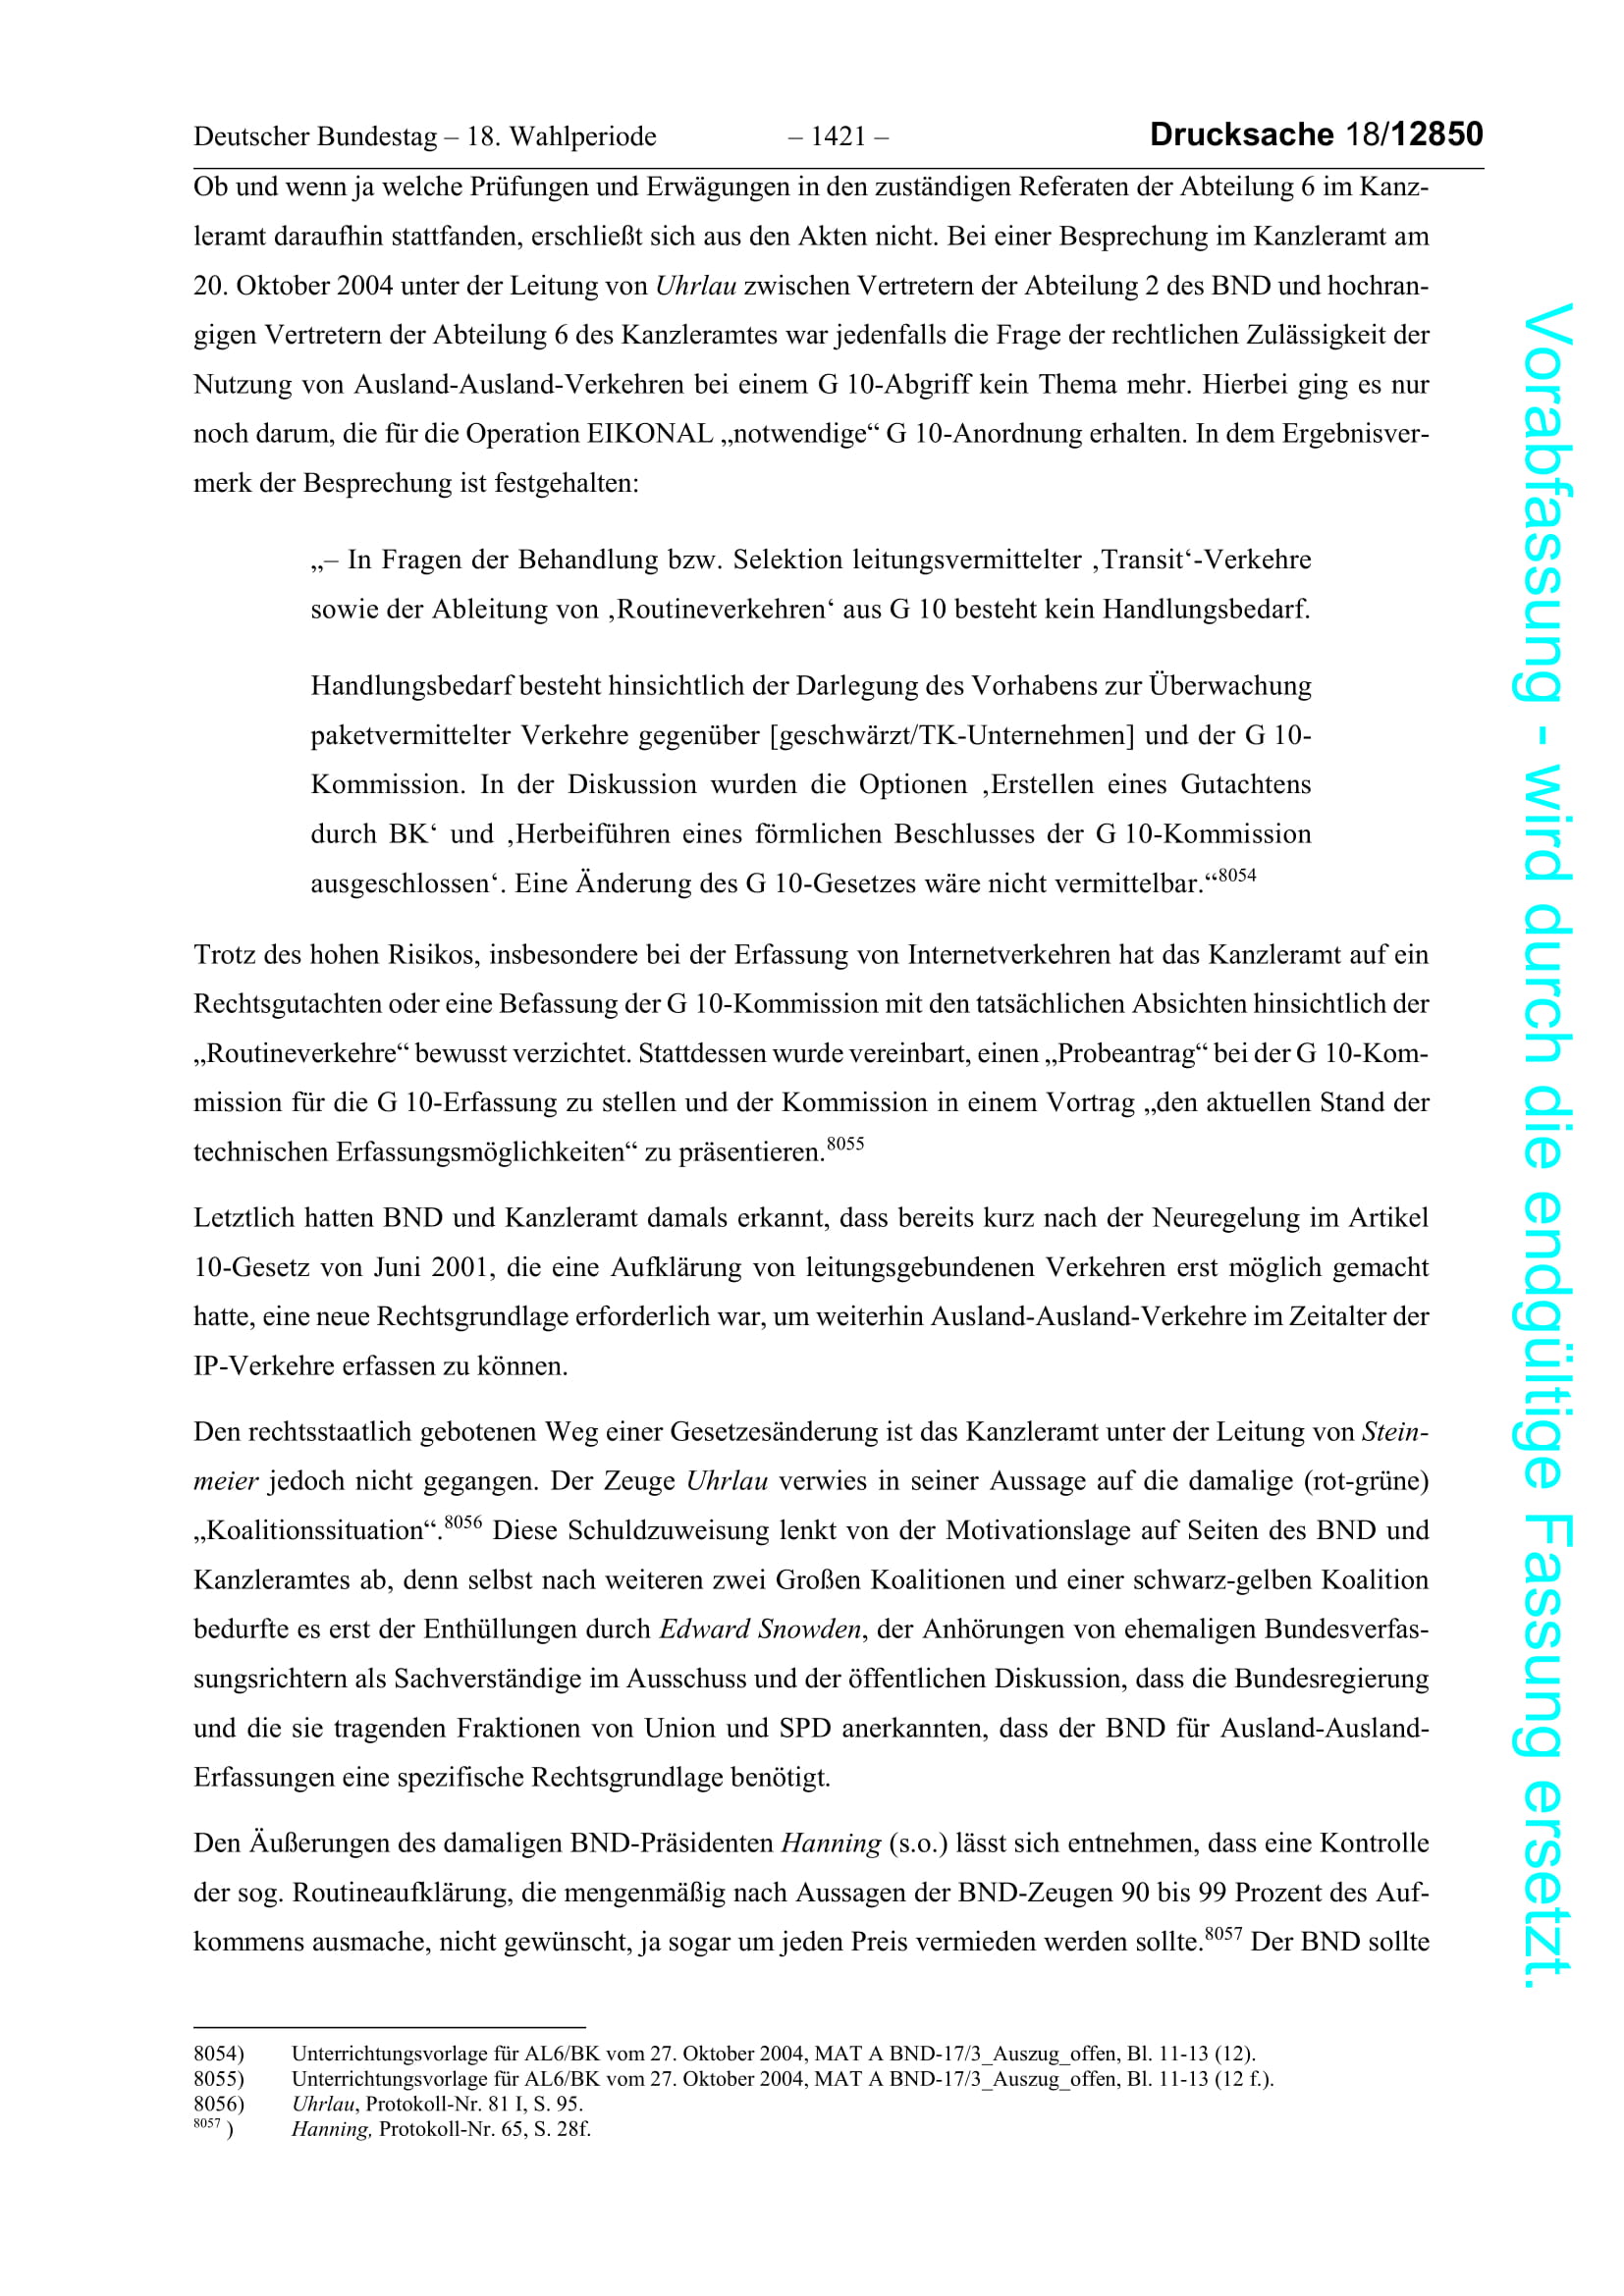 Deutscher Bundestag – 18. Wahlperiode – 1421 – Drucksache 18/12850
Ob und wenn ja welche Prüfungen und Erwägungen in den zuständigen Referaten der Abteilung 6 im Kanz-
leramt daraufhin stattfanden, erschließt sich aus den Akten nicht. Bei einer Besprechung im Kanzleramt am
20. Oktober 2004 unter der Leitung von Uhrlau zwischen Vertretern der Abteilung 2 des BND und hochran-
gigen Vertretern der Abteilung 6 des Kanzleramtes war jedenfalls die Frage der rechtlichen Zulässigkeit der
Nutzung von Ausland-Ausland-Verkehren bei einem G 10-Abgriff kein Thema mehr. Hierbei ging es nur
noch darum, die für die Operation EIKONAL „notwendige“ G 10-Anordnung erhalten. In dem Ergebnisver-
merk der Besprechung ist festgehalten:
„– In Fragen der Behandlung bzw. Selektion leitungsvermittelter ‚Transit‘-Verkehre
sowie der Ableitung von ‚Routineverkehren‘ aus G 10 besteht kein Handlungsbedarf.
Handlungsbedarf besteht hinsichtlich der Darlegung des Vorhabens zur Überwachung
paketvermittelter Verkehre gegenüber [geschwärzt/TK-Unternehmen] und der G 10-
Kommission. In der Diskussion wurden die Optionen ‚Erstellen eines Gutachtens
durch BK‘ und ‚Herbeiführen eines förmlichen Beschlusses der G 10-Kommission
ausgeschlossen‘. Eine Änderung des G 10-Gesetzes wäre nicht vermittelbar.“8054
Trotz des hohen Risikos, insbesondere bei der Erfassung von Internetverkehren hat das Kanzleramt auf ein
Rechtsgutachten oder eine Befassung der G 10-Kommission mit den tatsächlichen Absichten hinsichtlich der
„Routineverkehre“ bewusst verzichtet. Stattdessen wurde vereinbart, einen „Probeantrag“ bei der G 10-Kom-
mission für die G 10-Erfassung zu stellen und der Kommission in einem Vortrag „den aktuellen Stand der
technischen Erfassungsmöglichkeiten“ zu präsentieren.8055
Letztlich hatten BND und Kanzleramt damals erkannt, dass bereits kurz nach der Neuregelung im Artikel
10-Gesetz von Juni 2001, die eine Aufklärung von leitungsgebundenen Verkehren erst möglich gemacht
hatte, eine neue Rechtsgrundlage erforderlich war, um weiterhin Ausland-Ausland-Verkehre im Zeitalter der
IP-Verkehre erfassen zu können.
Den rechtsstaatlich gebotenen Weg einer Gesetzesänderung ist das Kanzleramt unter der Leitung von Stein-
meier jedoch nicht gegangen. Der Zeuge Uhrlau verwies in seiner Aussage auf die damalige (rot-grüne)
„Koalitionssituation“.8056 Diese Schuldzuweisung lenkt von der Motivationslage auf Seiten des BND und
Kanzleramtes ab, denn selbst nach weiteren zwei Großen Koalitionen und einer schwarz-gelben Koalition
bedurfte es erst der Enthüllungen durch Edward Snowden, der Anhörungen von ehemaligen Bundesverfas-
sungsrichtern als Sachverständige im Ausschuss und der öffentlichen Diskussion, dass die Bundesregierung
und die sie tragenden Fraktionen von Union und SPD anerkannten, dass der BND für Ausland-Ausland-
Erfassungen eine spezifische Rechtsgrundlage benötigt.
Den Äußerungen des damaligen BND-Präsidenten Hanning (s.o.) lässt sich entnehmen, dass eine Kontrolle
der sog. Routineaufklärung, die mengenmäßig nach Aussagen der BND-Zeugen 90 bis 99 Prozent des Auf-
kommens ausmache, nicht gewünscht, ja sogar um jeden Preis vermieden werden sollte.8057 Der BND sollte
8054) Unterrichtungsvorlage für AL6/BK vom 27. Oktober 2004, MAT A BND-17/3_Auszug_offen, Bl. 11-13 (12).
8055) Unterrichtungsvorlage für AL6/BK vom 27. Oktober 2004, MAT A BND-17/3_Auszug_offen, Bl. 11-13 (12 f.).
8056) Uhrlau, Protokoll-Nr. 81 I, S. 95.
8057 ) Hanning, Protokoll-Nr. 65, S. 28f.
Vorabfassung - wird durch die endgültige Fassung ersetzt.